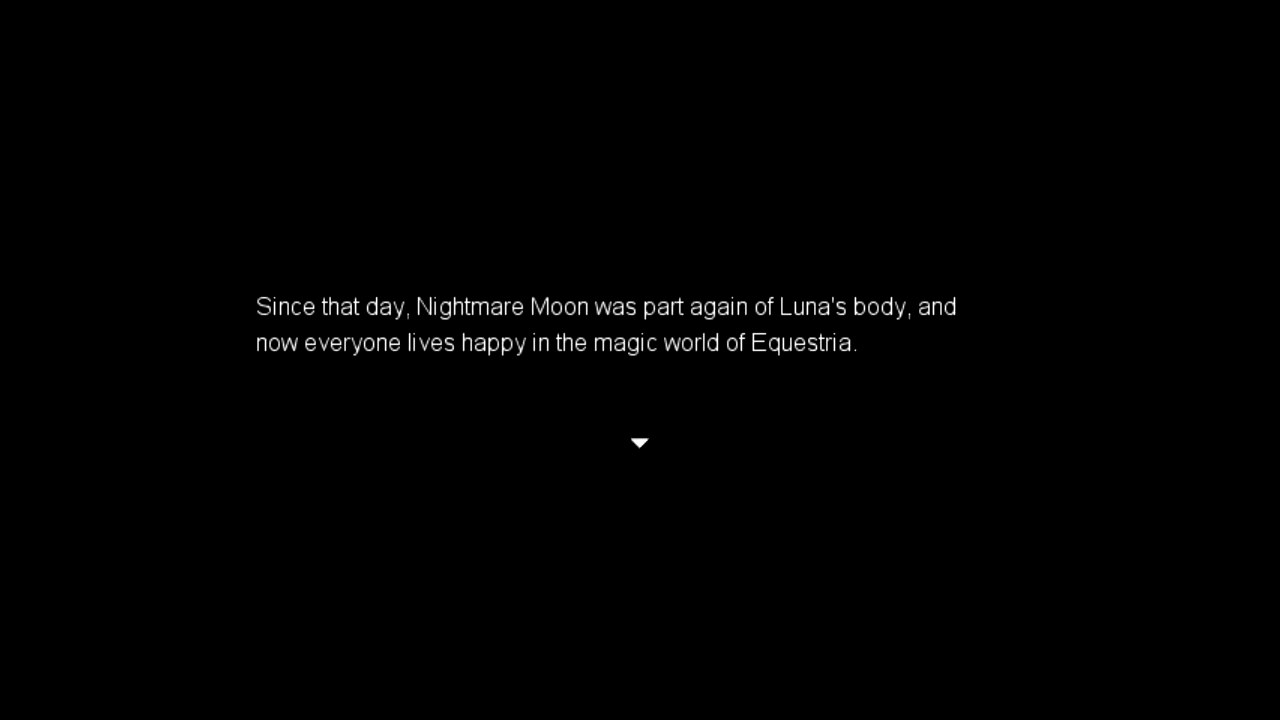 Since that day, Nightmare Moon was part again of Luna's body, and
now everyone lives happy in the magic world of Equestria.